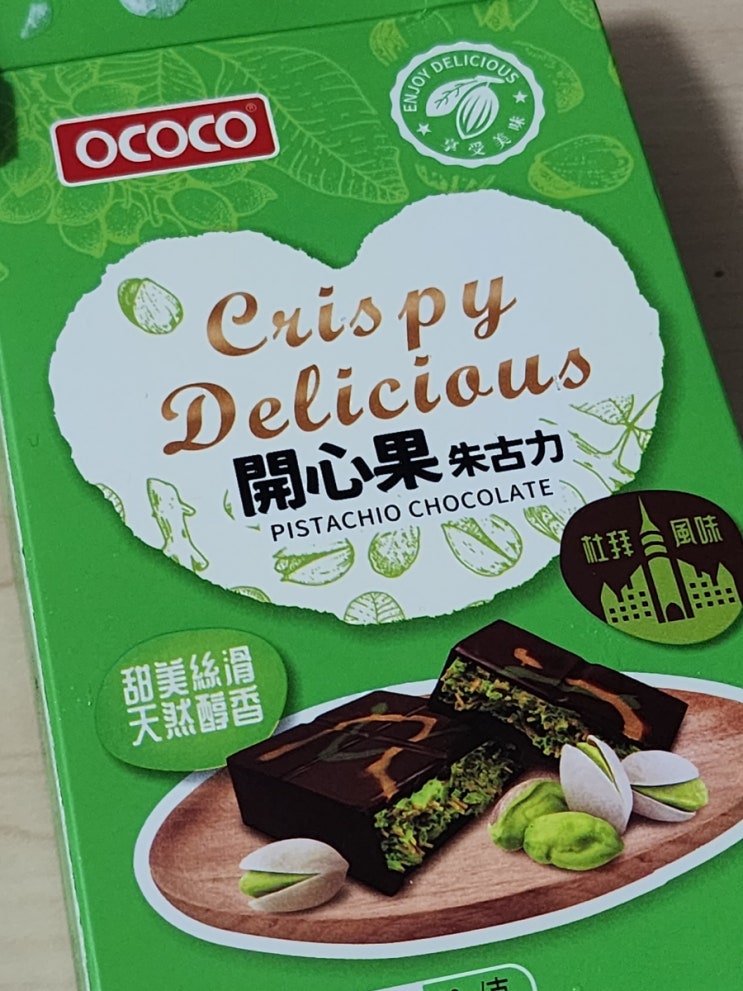 OCOCO®
ENJOY DELICIOUS
享受美味
Crispy
Delicious
開心果 朱古力
PISTACHIO CHOCOLATE
杜拜風味
甜美絲滑
天然醇香